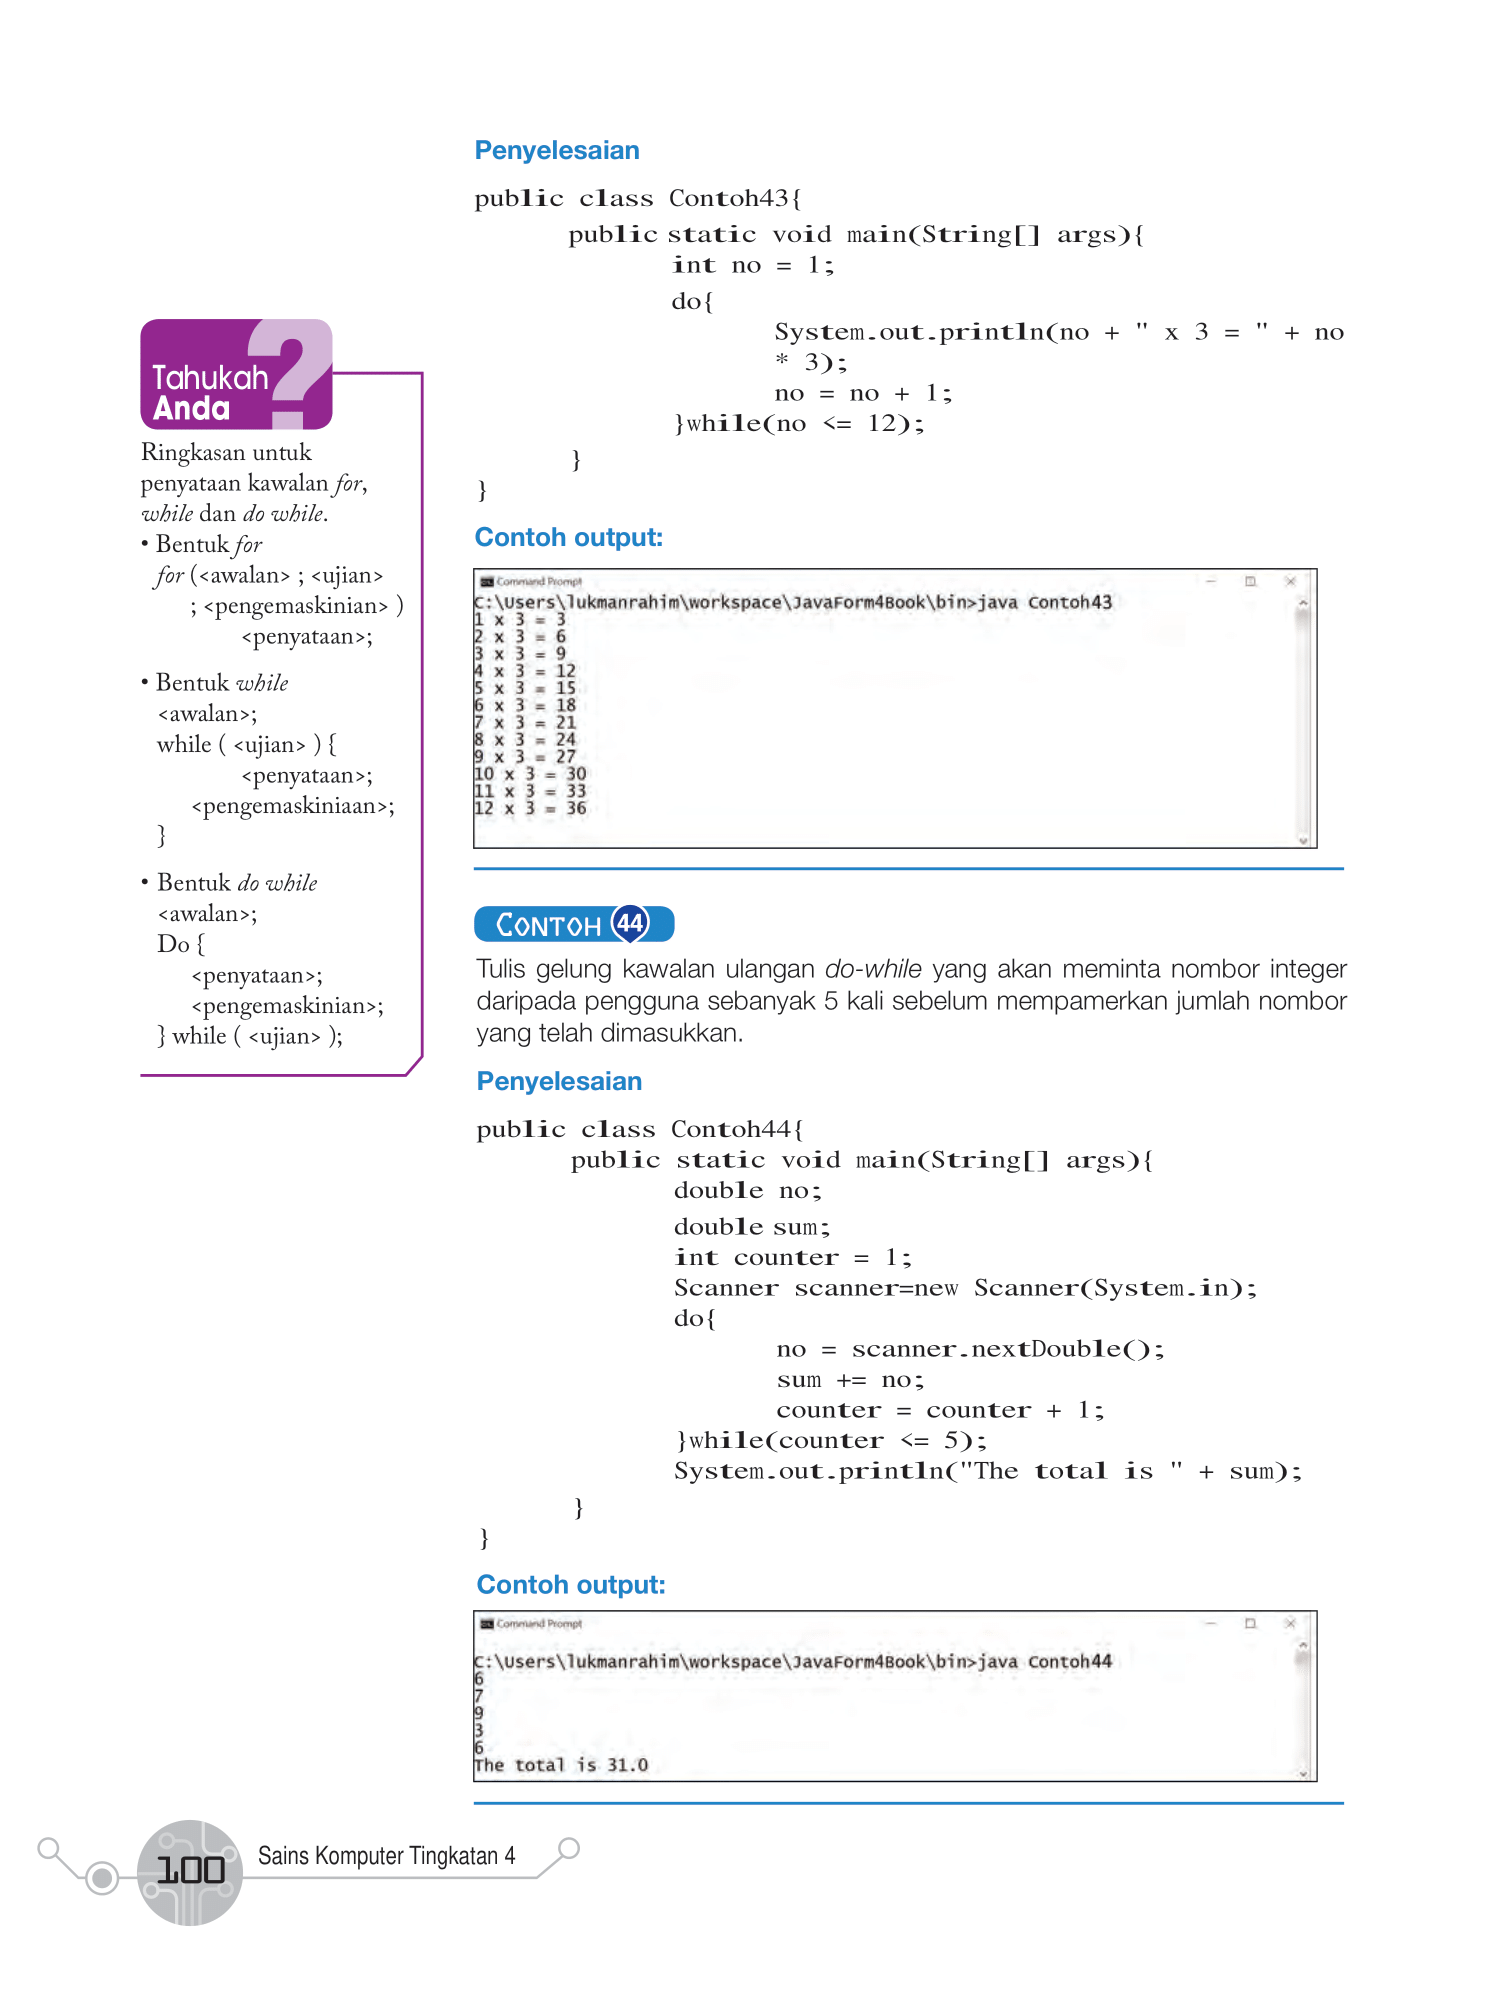 Penyelesaian
public class Contoh43{
public static void main(String[] args){
int no = 1;
do{
System.out.println(no + " x 3 = " + no
* 3);
no = no + 1;
}while(no <= 12);
}
}
Contoh output:
Command Prompt
C:\Users\lukmanrahim\workspace\JavaForm4Book\bin>java Contoh43
1 x 3 = 3
2 x 3 = 6
3 x 3 = 9
4 x 3 = 12
5 x 3 = 15
6 x 3 = 18
7 x 3 = 21
8 x 3 = 24
9 x 3 = 27
10 x 3 = 30
11 x 3 = 33
12 x 3 = 36
Tahukah
Anda
?
Ringkasan untuk
penyataan kawalan for,
while dan do while.
• Bentuk for
for (<awalan> ; <ujian>
; <pengemaskinian> )
<penyataan>;
• Bentuk while
<awalan>;
while ( <ujian> ) {
<penyataan>;
<pengemaskiniaan>;
}
• Bentuk do while
<awalan>;
Do {
<penyataan>;
<pengemaskinian>;
} while ( <ujian> );
CONTOH 44
Tulis gelung kawalan ulangan do-while yang akan meminta nombor integer
daripada pengguna sebanyak 5 kali sebelum mempamerkan jumlah nombor
yang telah dimasukkan.
Penyelesaian
public class Contoh44{
public static void main(String[] args){
double no;
double sum;
int counter = 1;
Scanner scanner=new Scanner(System.in);
do{
no = scanner.nextDouble();
sum += no;
counter = counter + 1;
}while(counter <= 5);
System.out.println("The total is " + sum);
}
}
Contoh output:
Command Prompt
C:\Users\lukmanrahim\workspace\JavaForm4Book\bin>java Contoh44
6
7
9
3
6
The total is 31.0
100
Sains Komputer Tingkatan 4